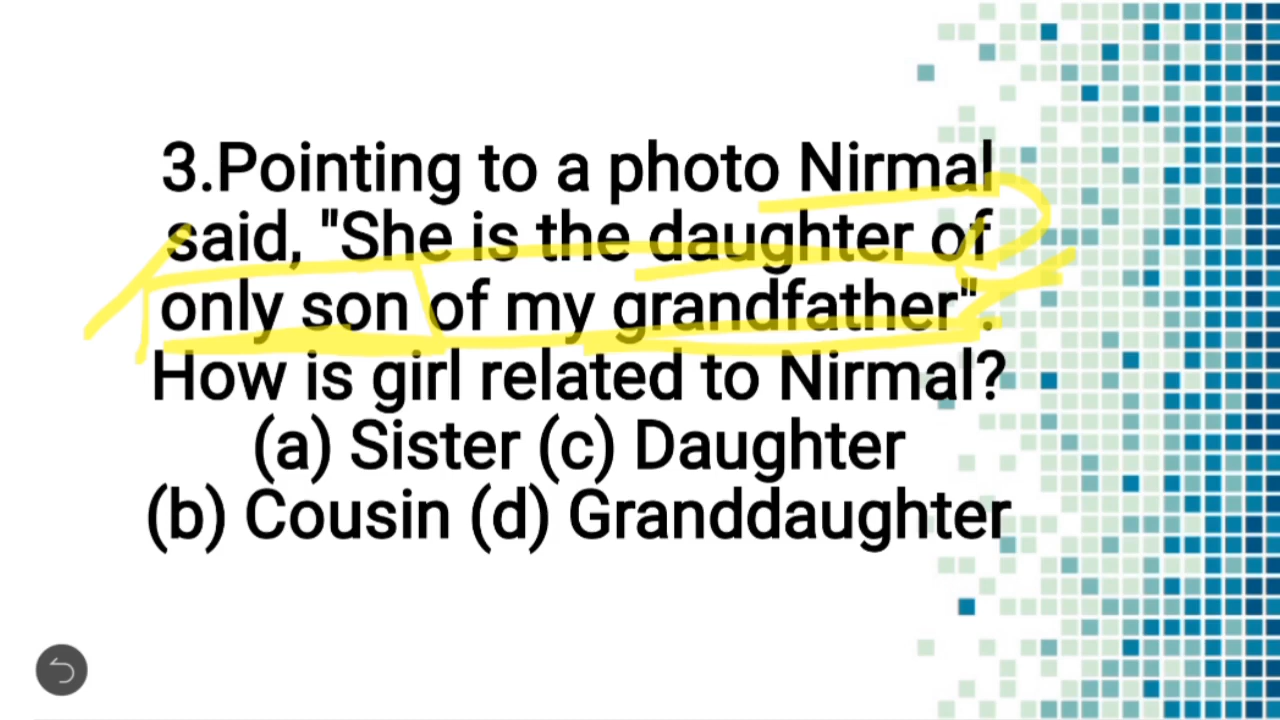 3.Pointing to a photo Nirmal
said, "She is the daughter of
only son of my grandfather".
How is girl related to Nirmal?
(a) Sister (c) Daughter
(b) Cousin (d) Granddaughter